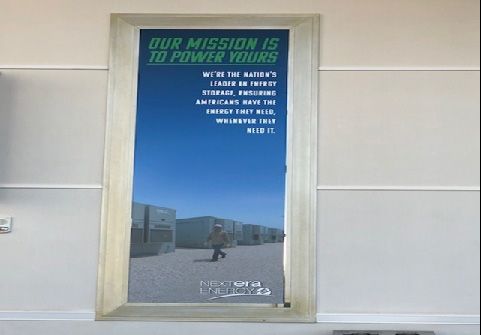 OUR MISSION IS
TO POWER YOURS
WE'RE THE NATION'S
LEADER IN ENERGY
STORAGE, ENSURING
AMERICANS HAVE THE
ENERGY THEY NEED,
WHENEVER THEY
NEED IT.
NEXTera
ENERGY